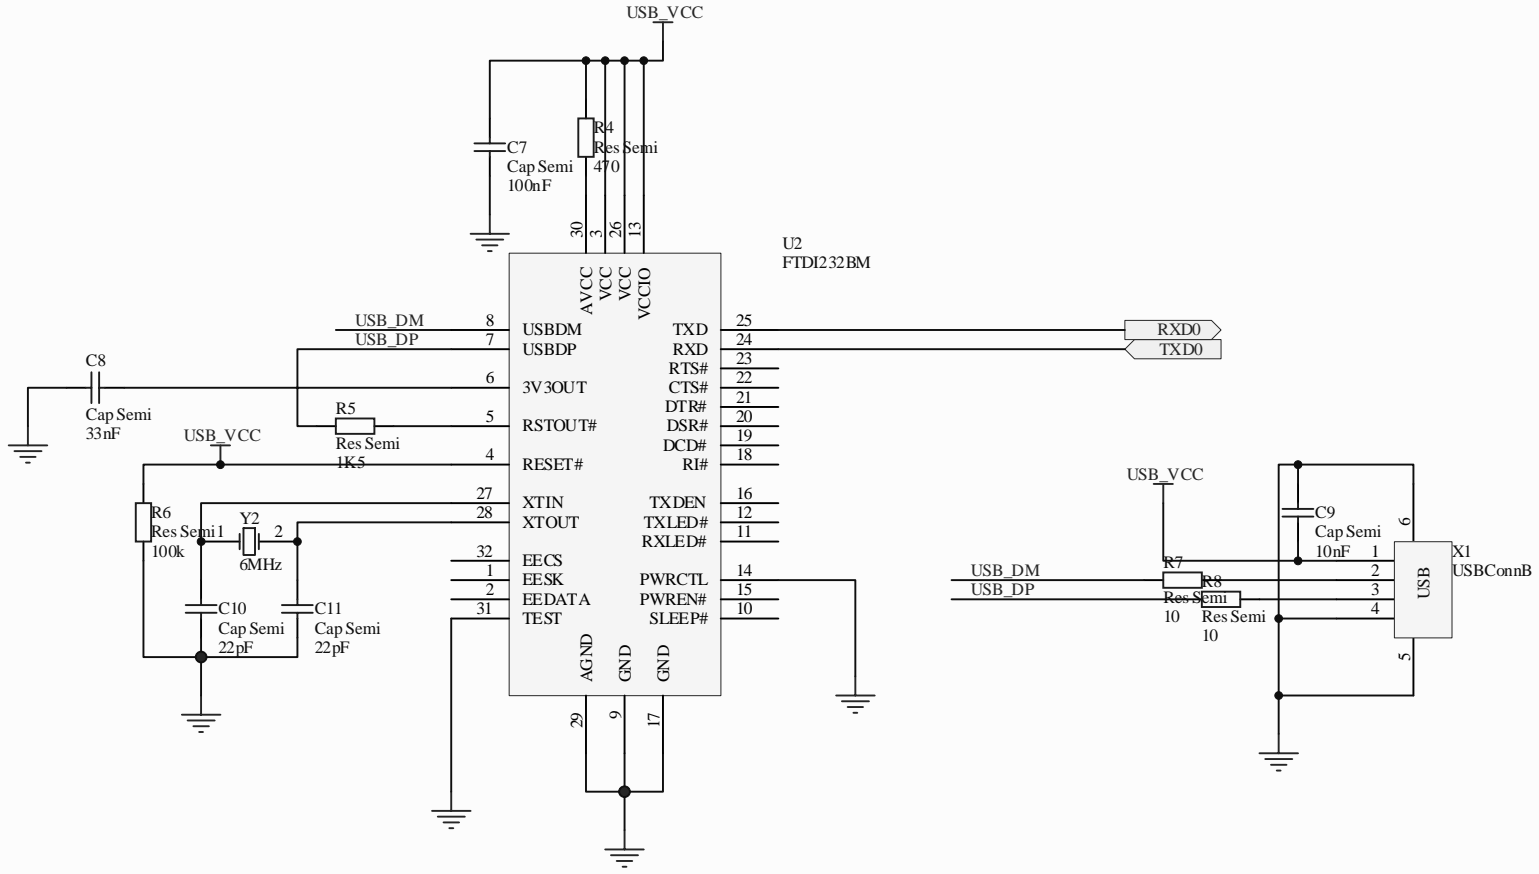 USB_VCC
C7
Cap Semi
100nF
R4
Res Semi
470
30
3
26
13
U2
FTDI232BM
AVCC
VCC
VCC
VCCIO
USB_DM
8
USBDM
USB_DP
7
USBDP
6
3V3OUT
5
RSTOUT#
4
RESET#
27
XTIN
28
XTOUT
32
EECS
1
EESK
2
EEDATA
31
TEST
TXD
25
RXD
24
RTS#
23
CTS#
22
DTR#
21
DSR#
20
DCD#
19
RI#
18
TXDEN
16
TXLED#
12
RXLED#
11
PWRCTL
14
PWREN#
15
SLEEP#
10
AGND
GND
GND
29
9
17
RXD0
TXD0
C8
Cap Semi
33nF
R5
Res Semi
1K5
USB_VCC
R6
Res Semi
100k
1
Y2
2
6MHz
C10
Cap Semi
22pF
C11
Cap Semi
22pF
USB_VCC
C9
Cap Semi
10nF
USB_DM
USB_DP
R7
Res Semi
10
R8
Res Semi
10
6
1
2
3
4
5
USB
X1
USBConnB